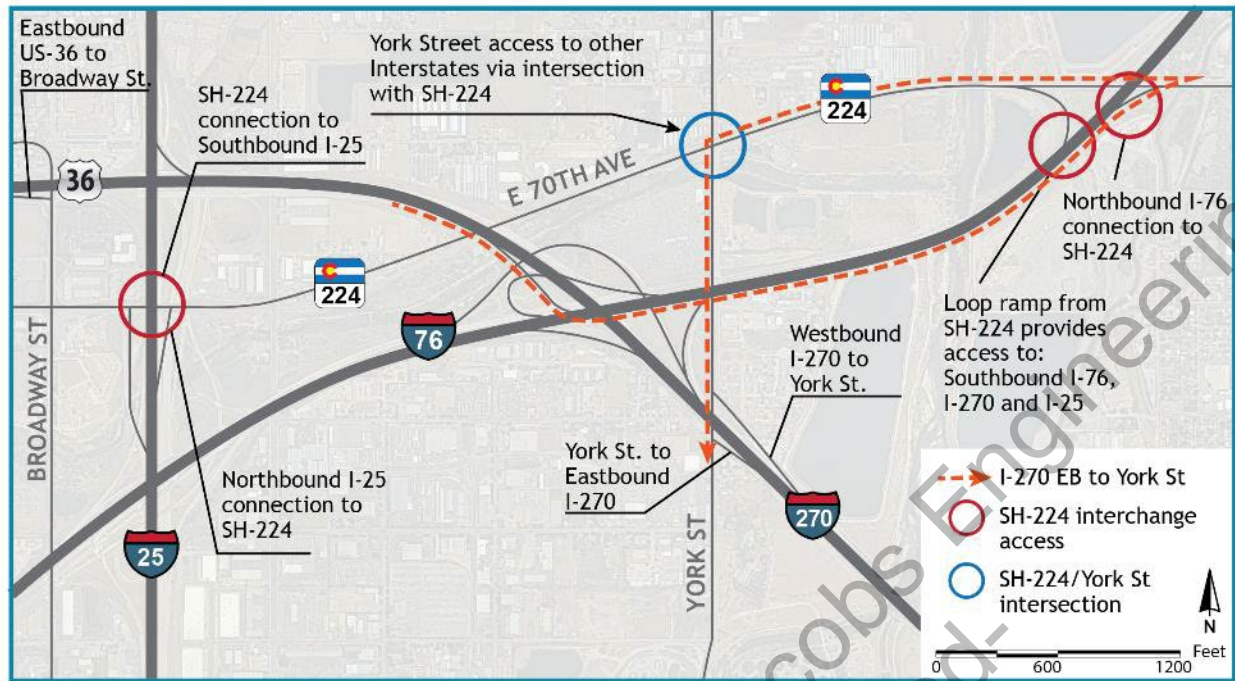 Eastbound
US-36 to
Broadway St.
SH-224
connection to
Southbound I-25
York Street access to other
Interstates via intersection
with SH-224
224
36
E 70TH AVE
224
76
Northbound I-76
connection to
SH-224
Loop ramp from
SH-224 provides
access to:
Southbound I-76,
I-270 and I-25
Westbound
I-270 to
York St.
BROADWAY ST
Northbound I-25
connection to
SH-224
25
York St. to
Eastbound
I-270
YORK ST
270
I-270 EB to York St
SH-224 interchange
access
SH-224/York St
intersection
N
Feet
0 600 1200
cobs Engineerin
ed-